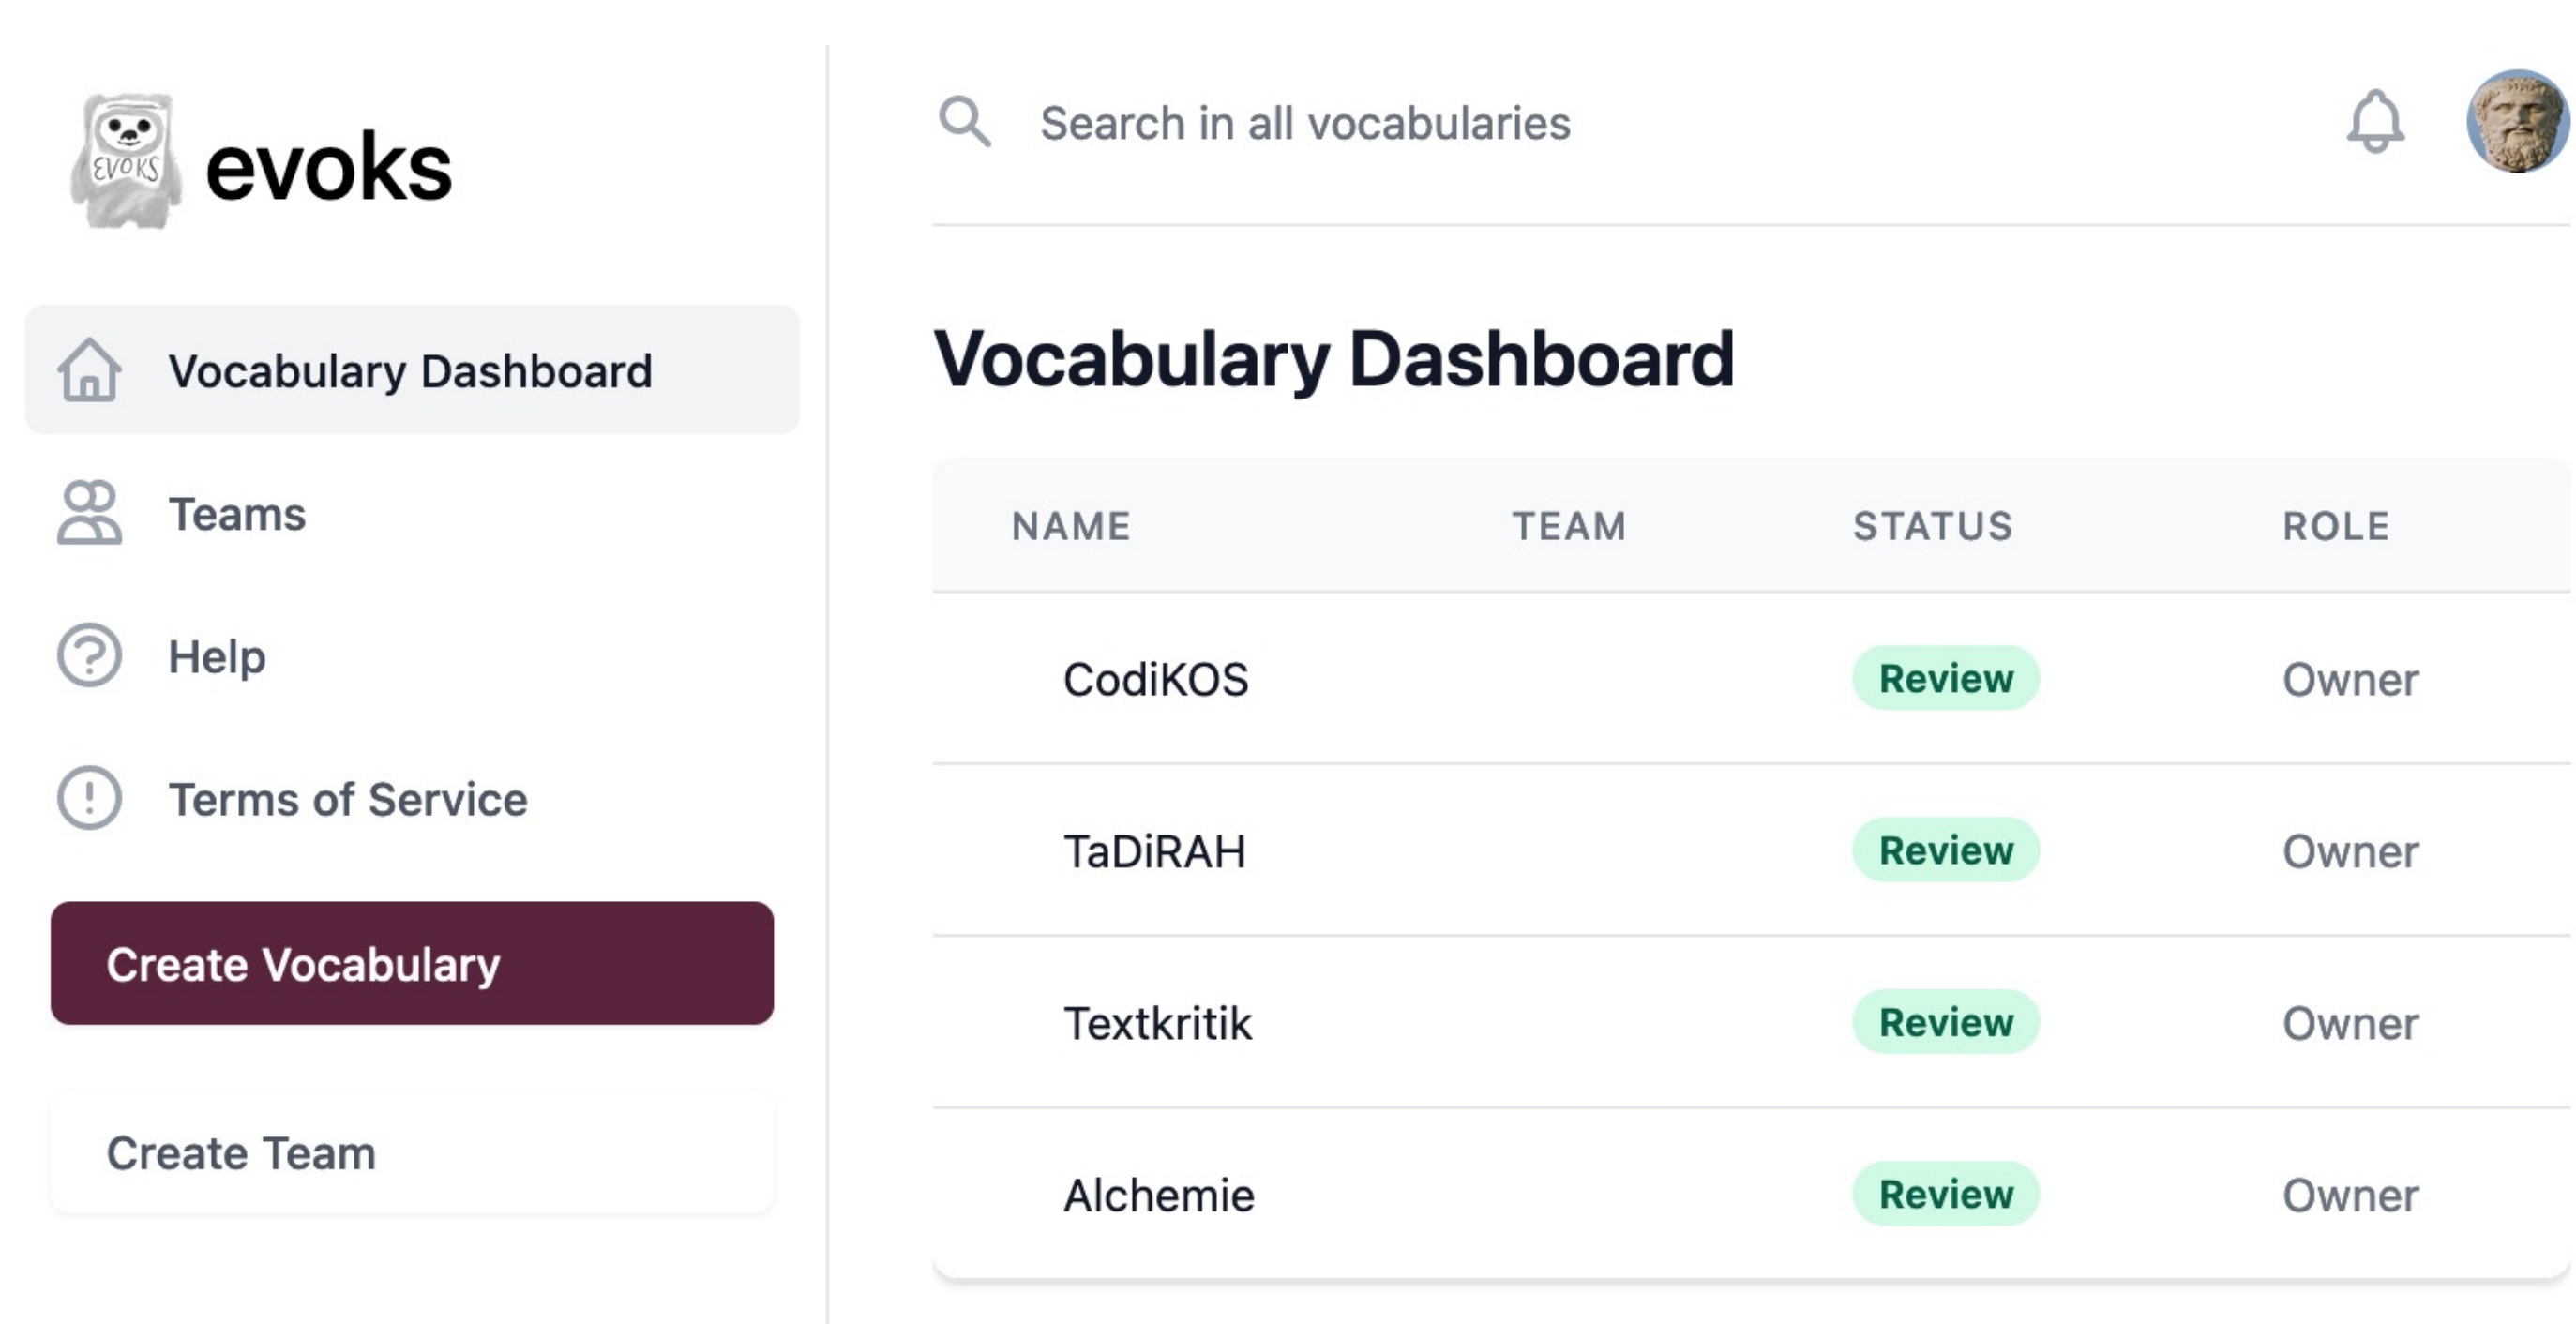 EVOKS
evoks
Vocabulary Dashboard
Teams
Help
Terms of Service
Create Vocabulary
Create Team
Search in all vocabularies
Vocabulary Dashboard
NAME TEAM STATUS ROLE
CodiKOS Review Owner
TaDiRAH Review Owner
Textkritik Review Owner
Alchemie Review Owner